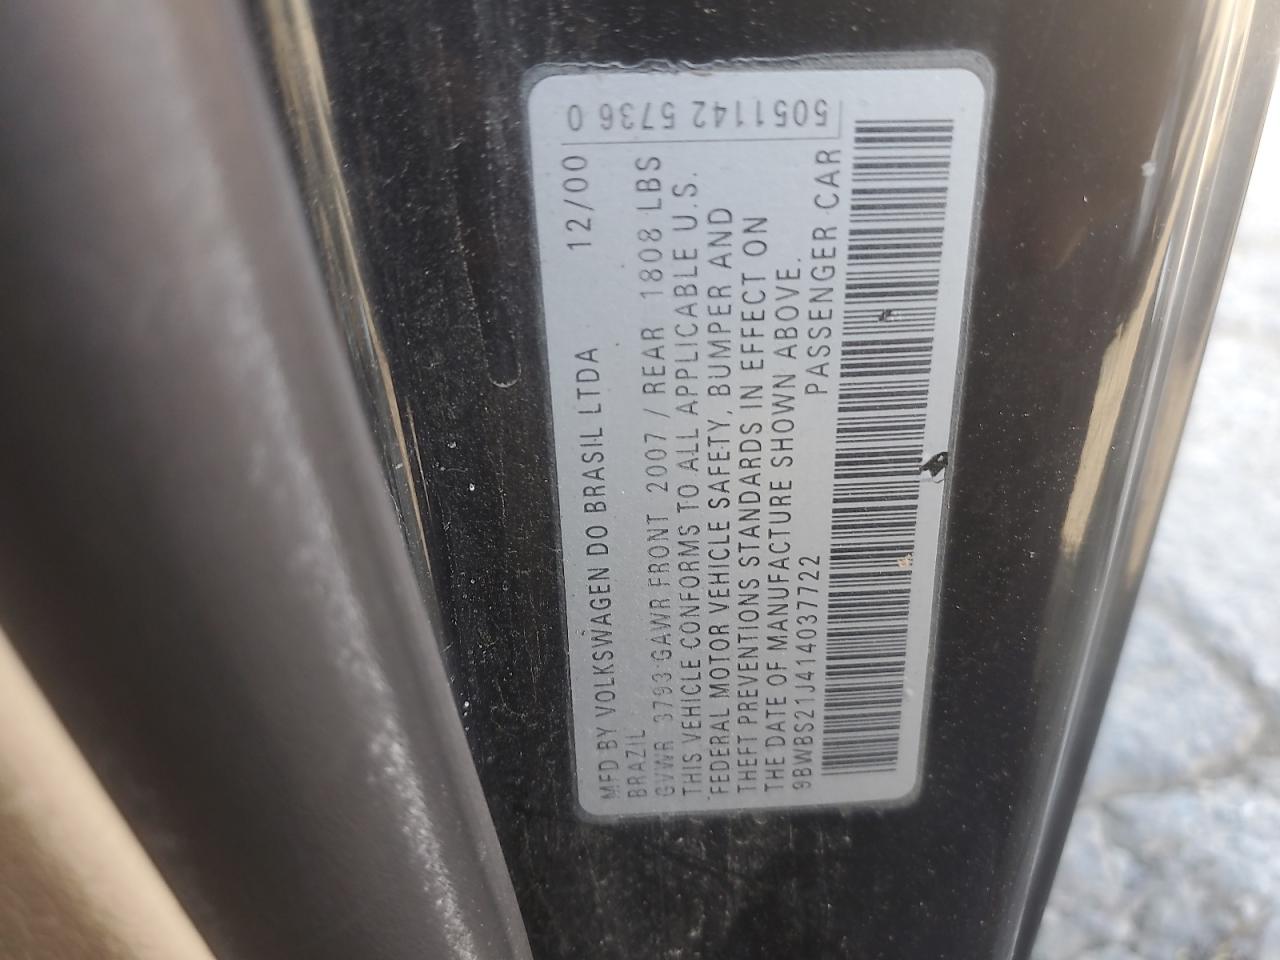 MFD BY VOLKSWAGEN DO BRASIL LTDA 12/00
BRAZIL
GVWR 3793 GAWR FRONT 2007 / REAR 1808 LBS
THIS VEHICLE CONFORMS TO ALL APPLICABLE U.S.
FEDERAL MOTOR VEHICLE SAFETY, BUMPER AND
THEFT PREVENTIONS STANDARDS IN EFFECT ON
THE DATE OF MANUFACTURE SHOWN ABOVE.
9BWBS21J414037722 PASSENGER CAR
5051142 5736 0